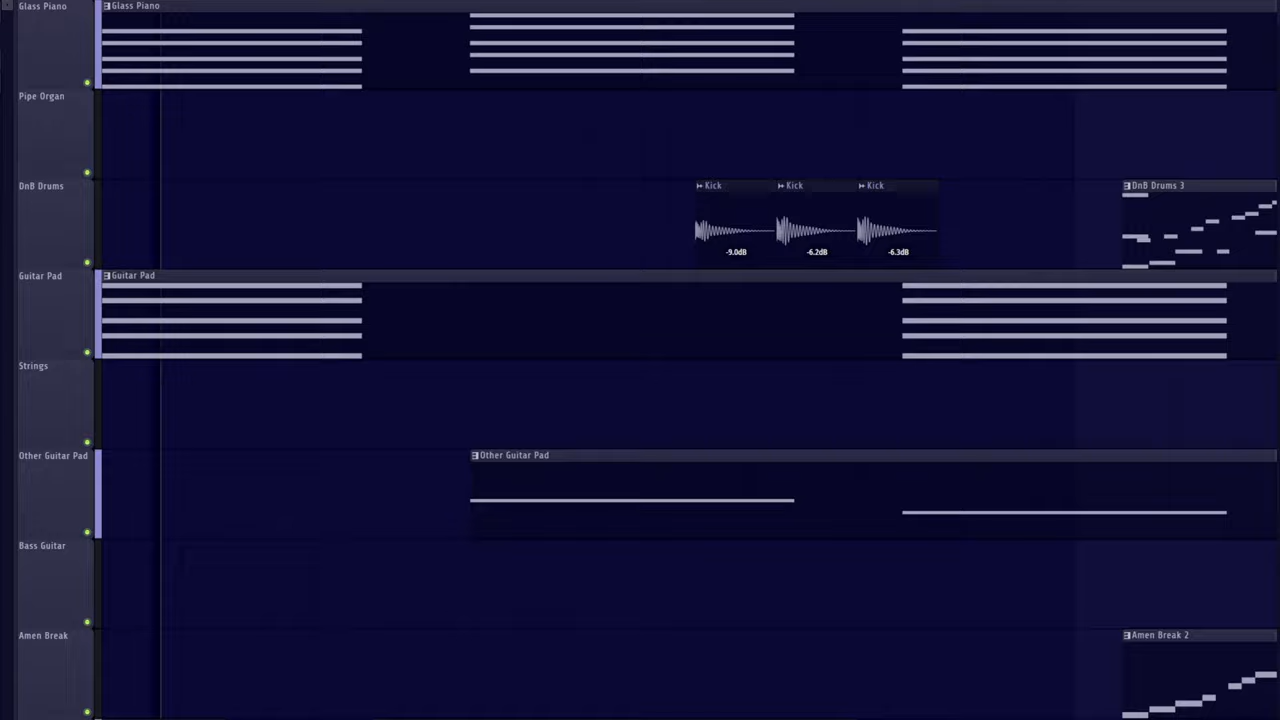 Glass Piano
Glass Piano
Pipe Organ
DnB Drums
Kick
Kick
Kick
DnB Drums 3
-9.0dB
-6.2dB
-6.3dB
Guitar Pad
Guitar Pad
Strings
Other Guitar Pad
Other Guitar Pad
Bass Guitar
Amen Break
Amen Break 2